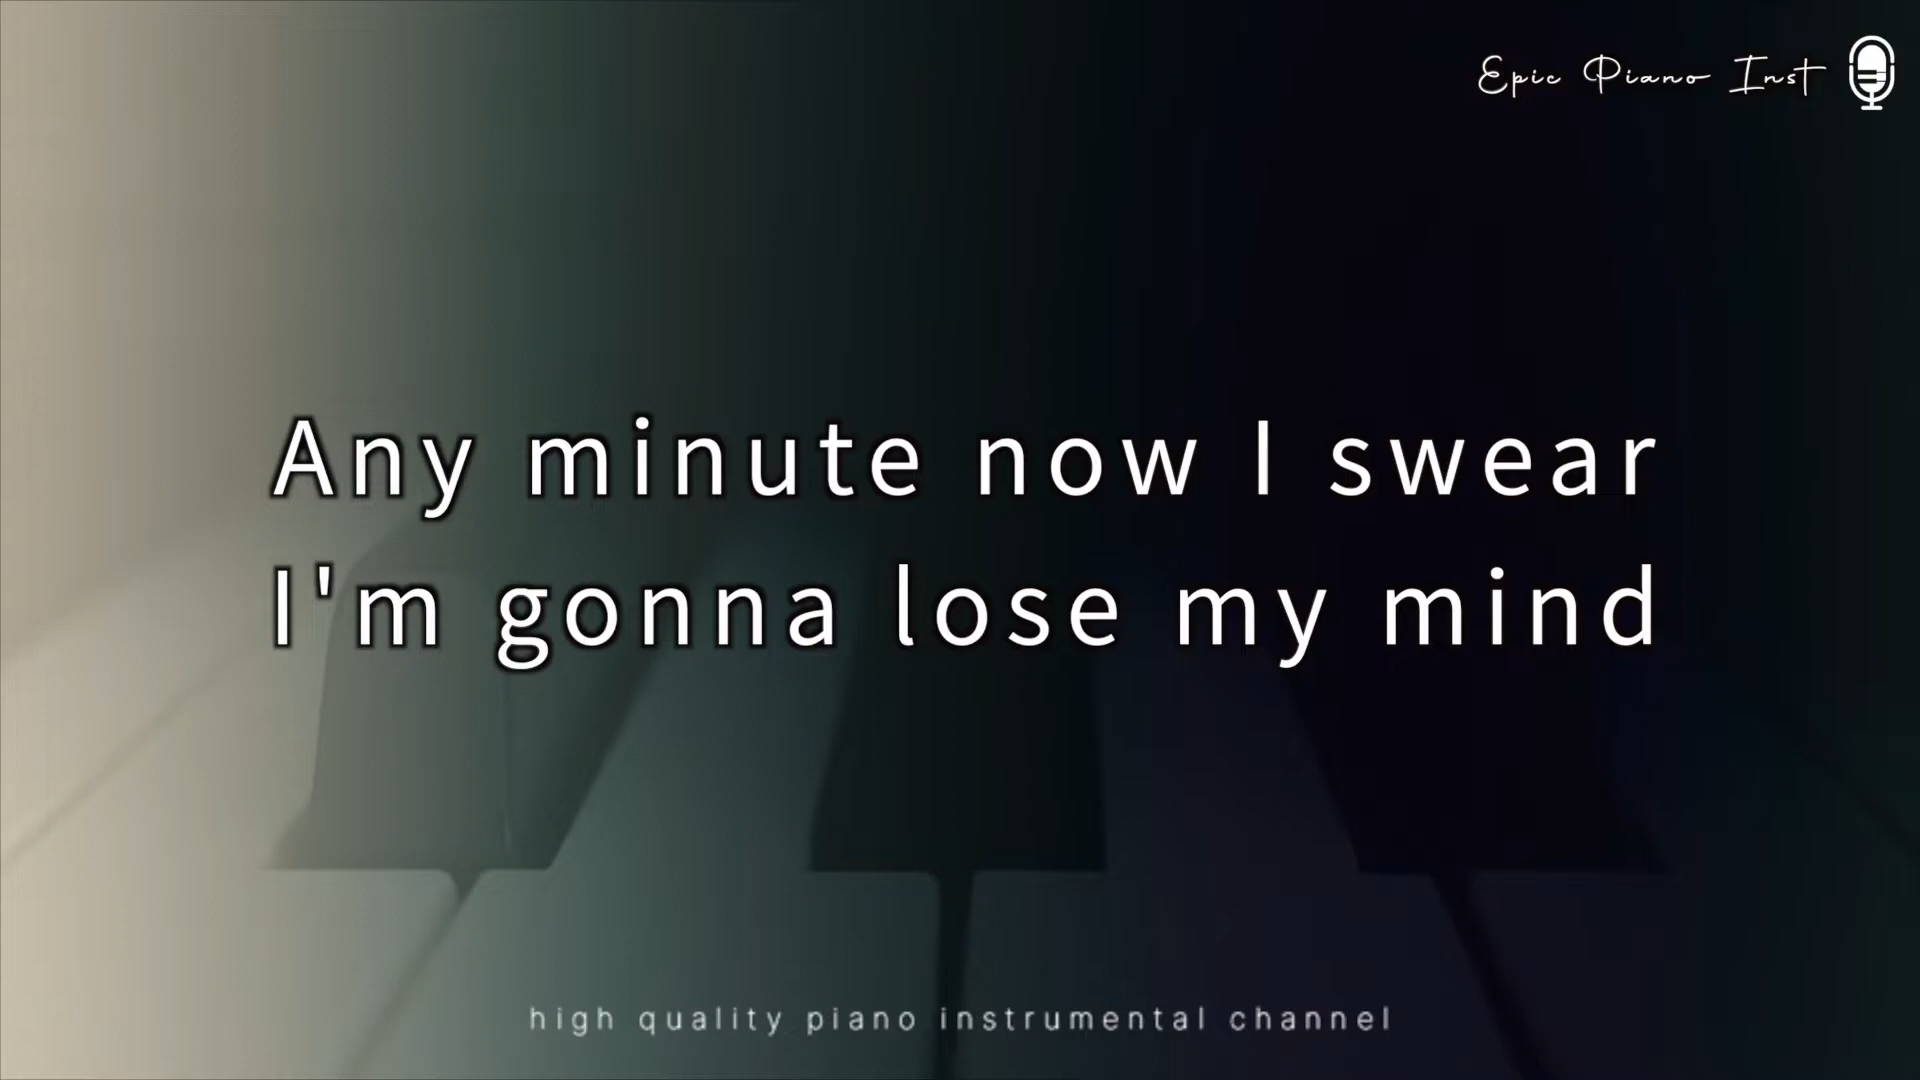 Epic Piano Inst
Any minute now I swear
I'm gonna lose my mind
high quality piano instrumental channel